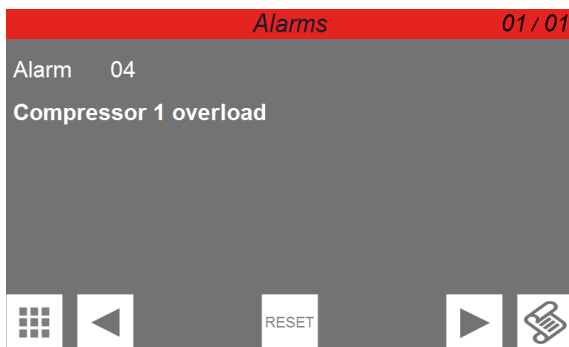 Alarms 01 / 01
Alarm 04
Compressor 1 overload
RESET